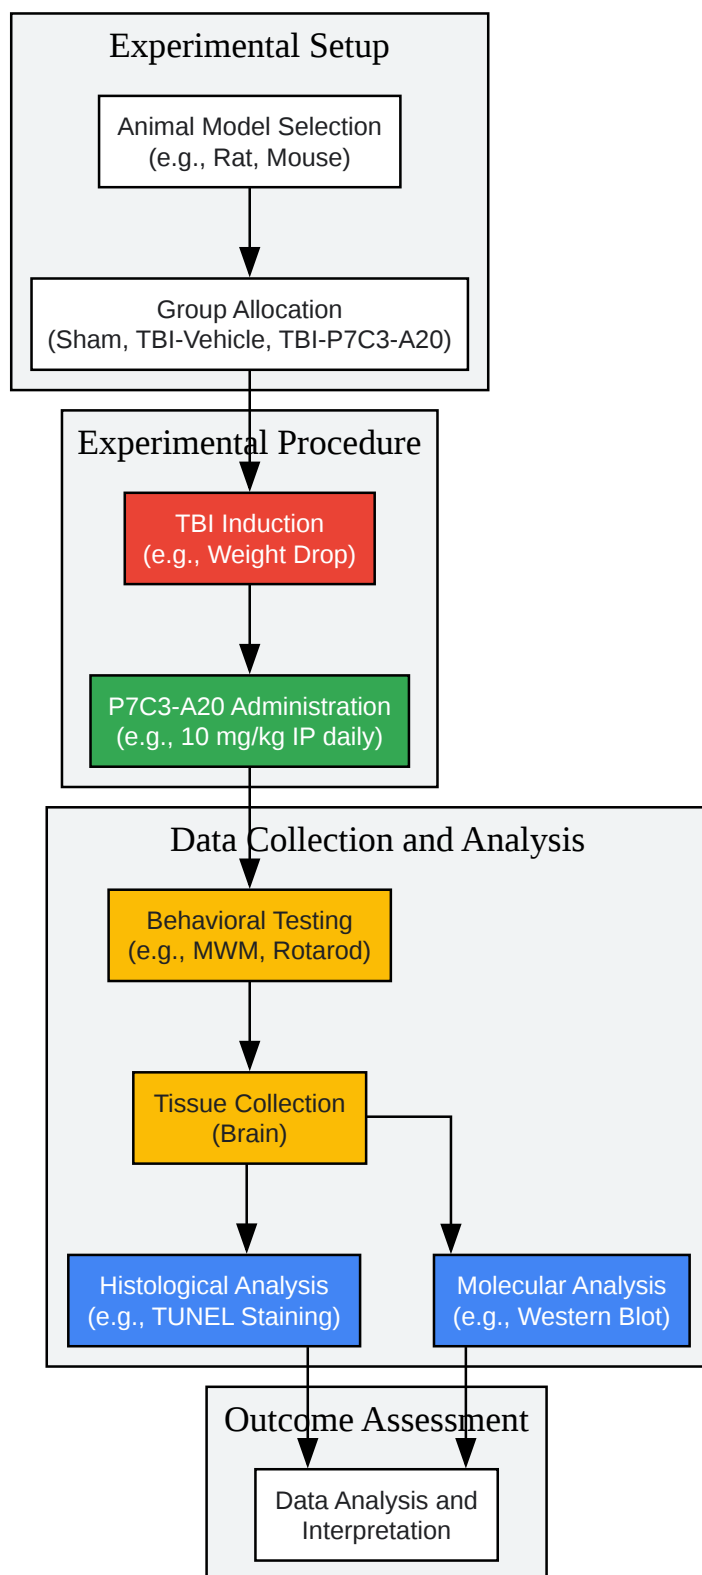 Experimental Setup
Animal Model Selection
(e.g., Rat, Mouse)
Group Allocation
(Sham, TBI-Vehicle, TBI-P7C3-A20)
Experimental Procedure
TBI Induction
(e.g., Weight Drop)
P7C3-A20 Administration
(e.g., 10 mg/kg IP daily)
Data Collection and Analysis
Behavioral Testing
(e.g., MWM, Rotarod)
Tissue Collection
(Brain)
Histological Analysis
(e.g., TUNEL Staining)
Molecular Analysis
(e.g., Western Blot)
Outcome Assessment
Data Analysis and
Interpretation